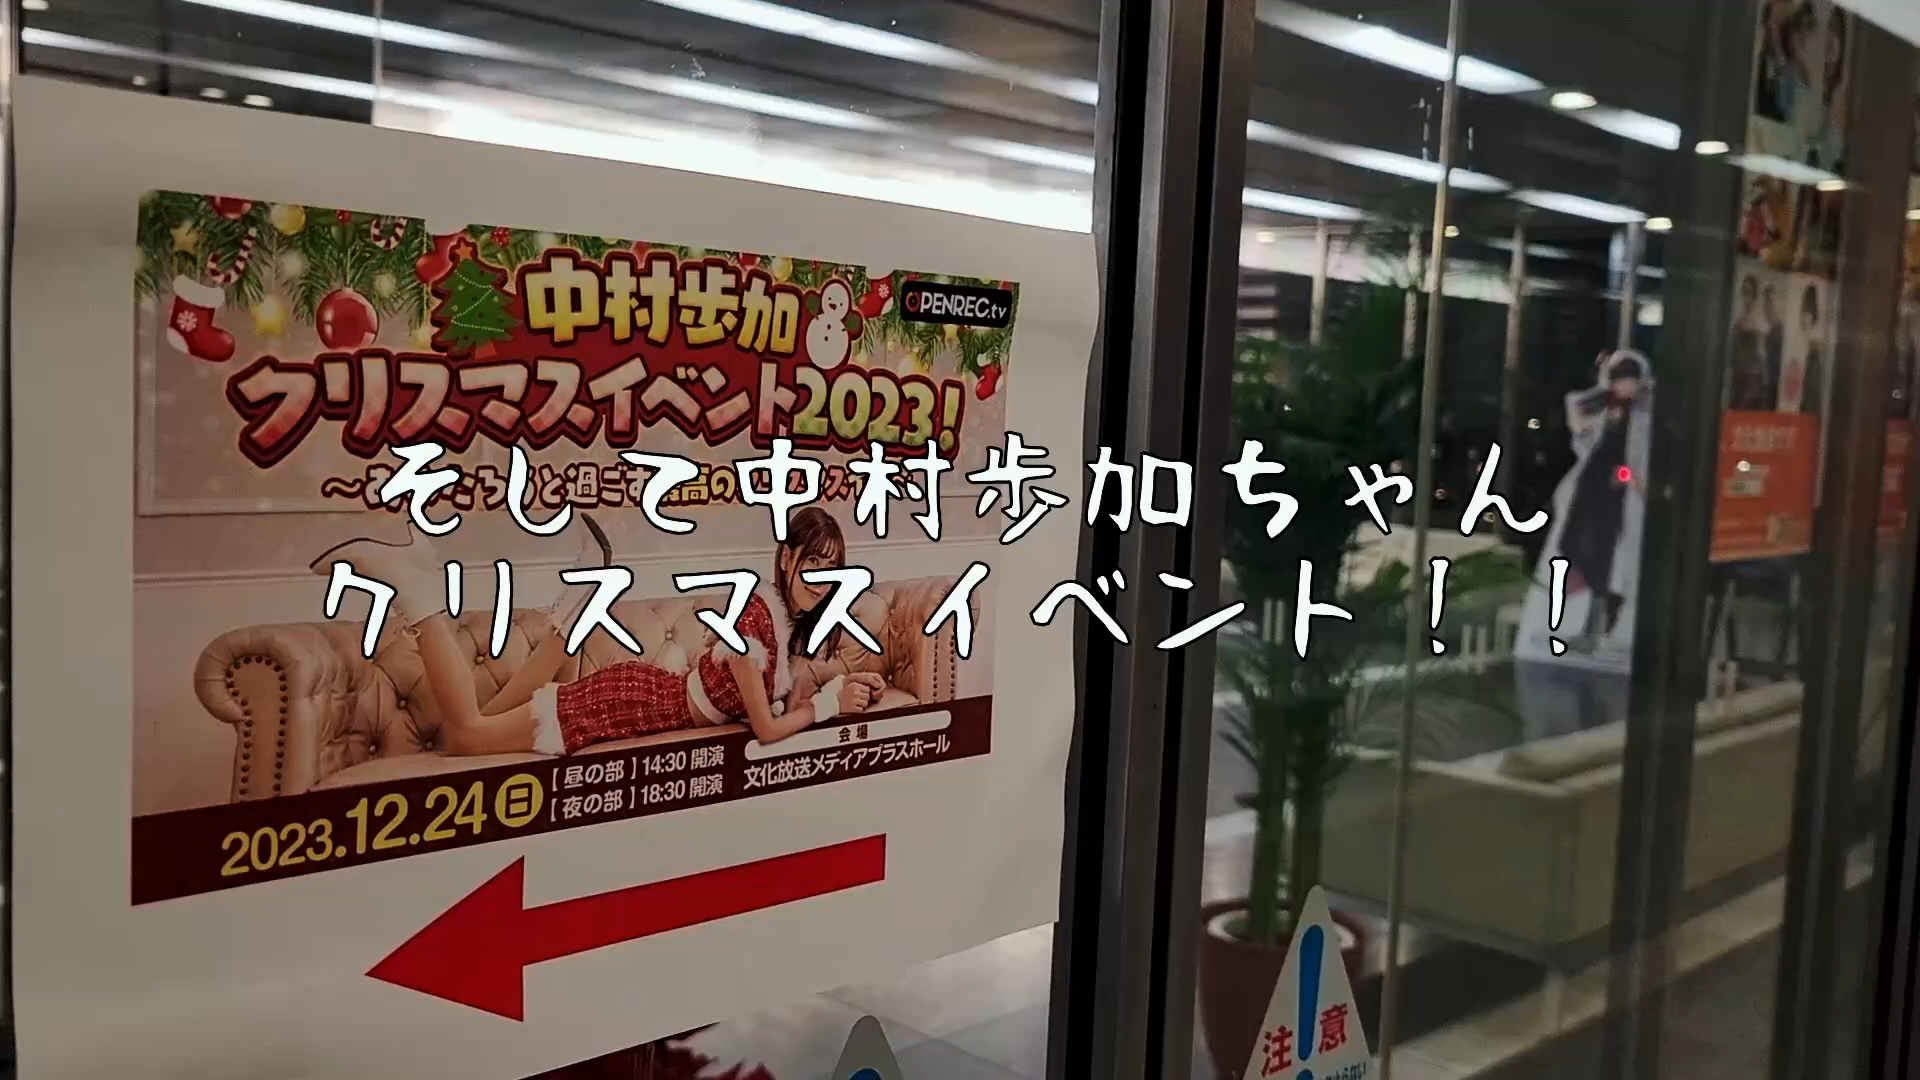 中村歩加
OPENREC.tv
クリスマスイベント2023!
そして中村歩加ちゃん
クリスマスイベント！！
2023.12.24 日
【昼の部】14:30 開演
【夜の部】18:30 開演
会場
文化放送メディアプラスホール
注意